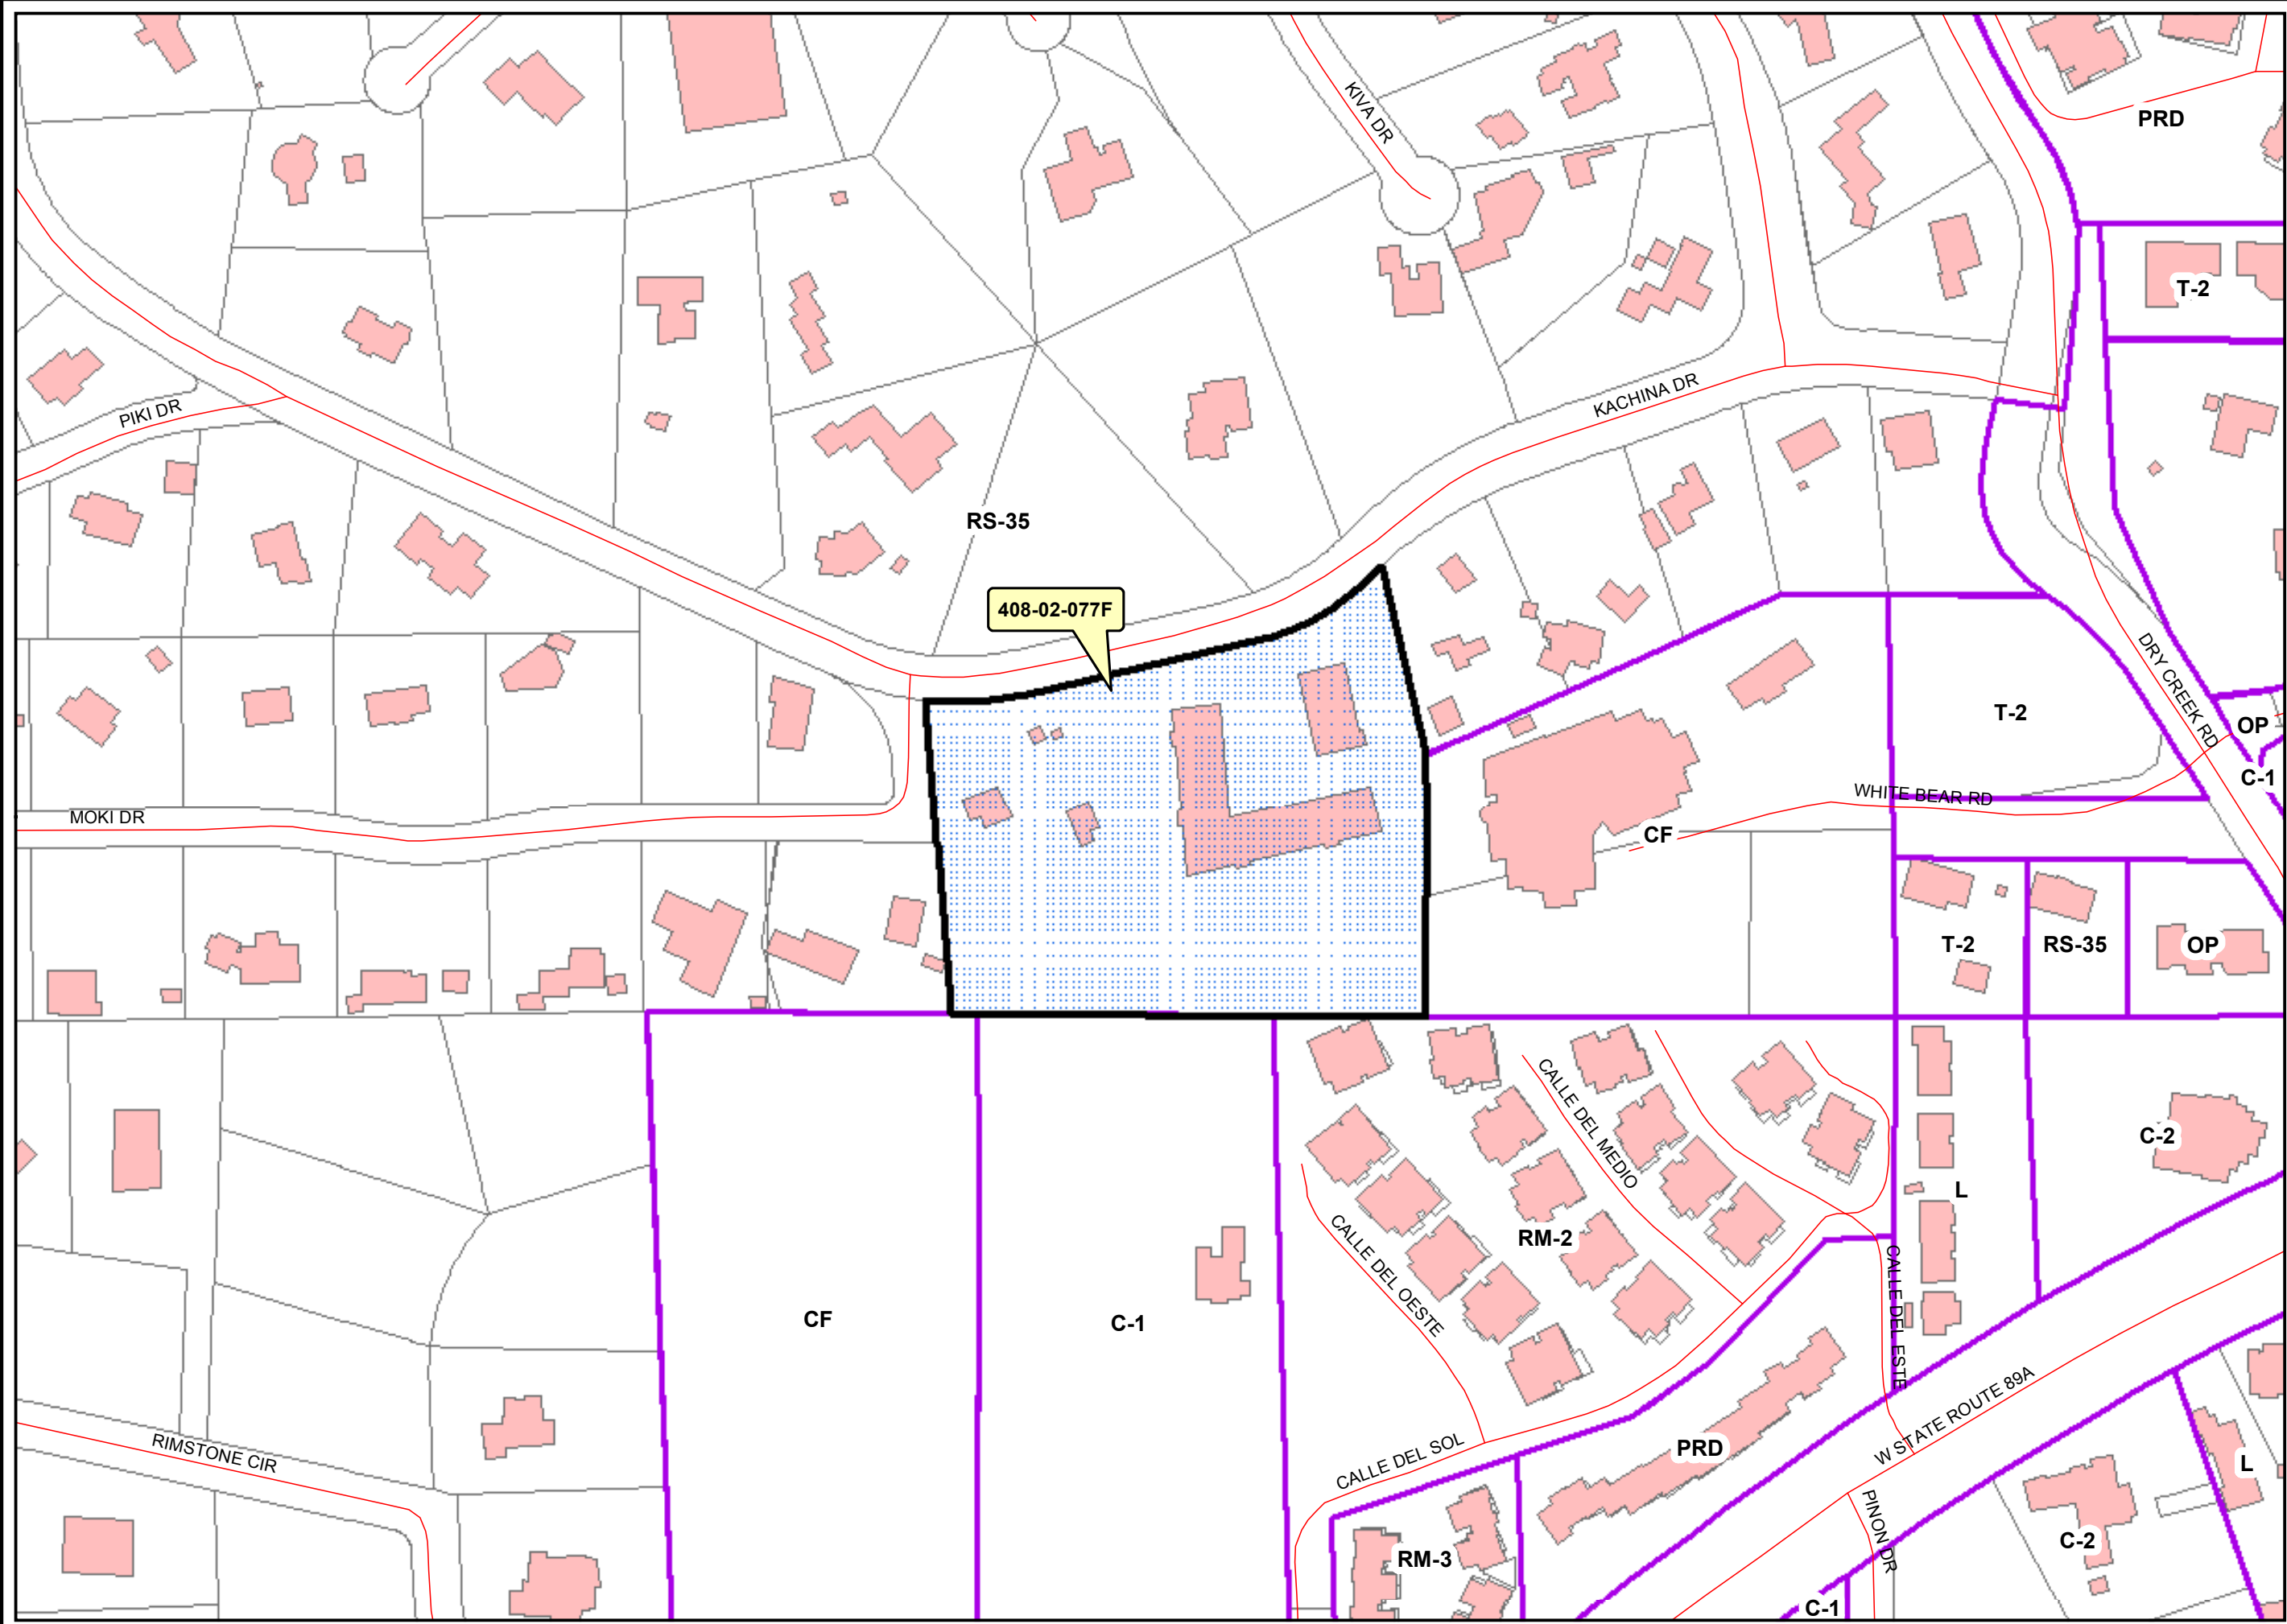 KIVA DR
PRD
T-2
KACHINA DR
PIKI DR
RS-35
408-02-077F
DRY CREEK RD
T-2
OP
C-1
WHITE BEAR RD
MOKI DR
CF
T-2
RS-35
OP
CALLE DEL MEDIO
C-2
L
CALLE DEL OESTE
RM-2
CALLE DEL ESTE
CF
C-1
W STATE ROUTE 89A
RIMSTONE CIR
CALLE DEL SOL
PRD
L
PINON DR
C-2
RM-3
C-1